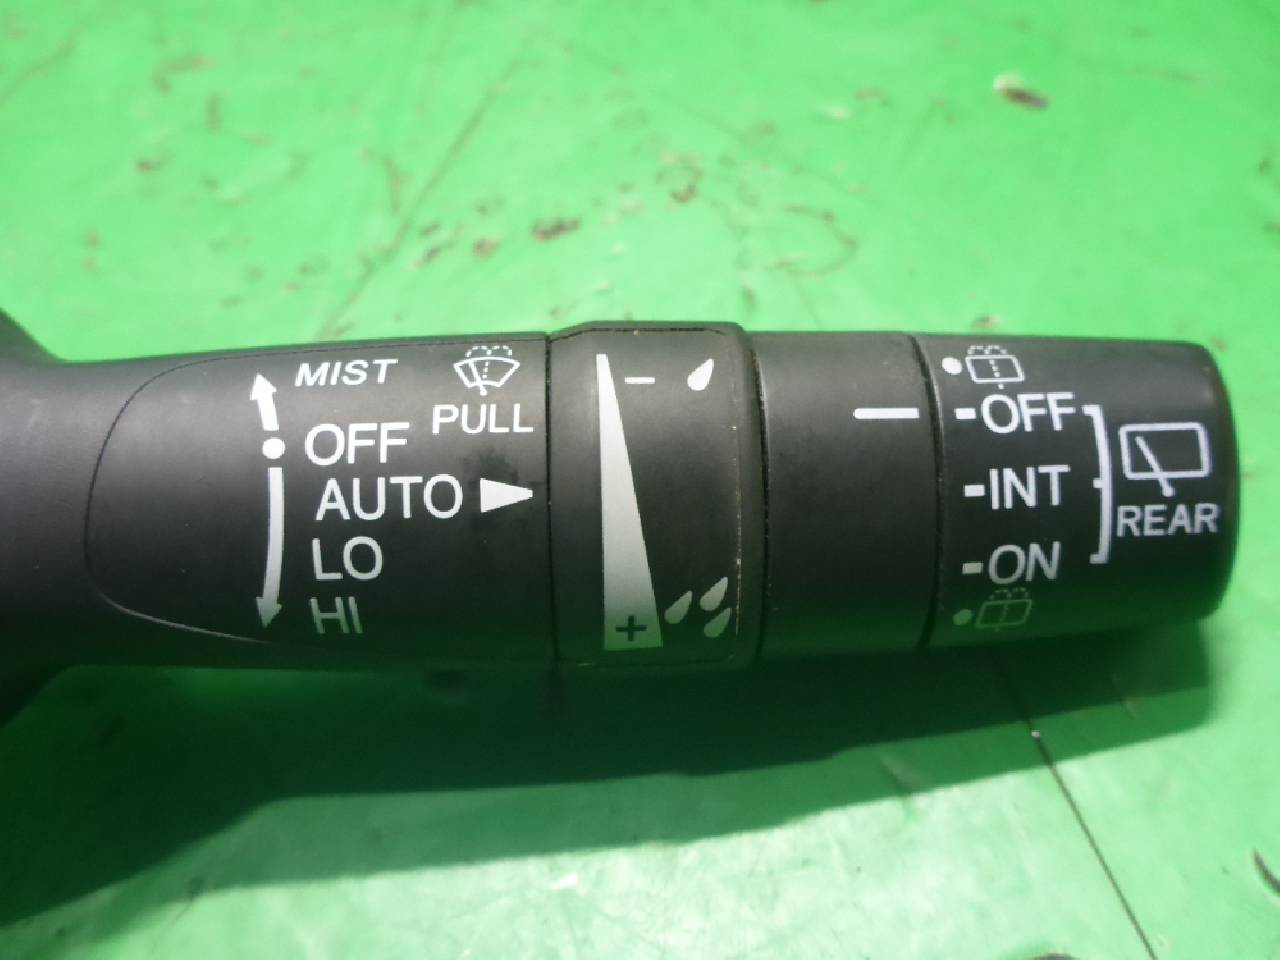 MIST
PULL
OFF
AUTO
LO
HI
−
+
-OFF
-INT
-ON
REAR